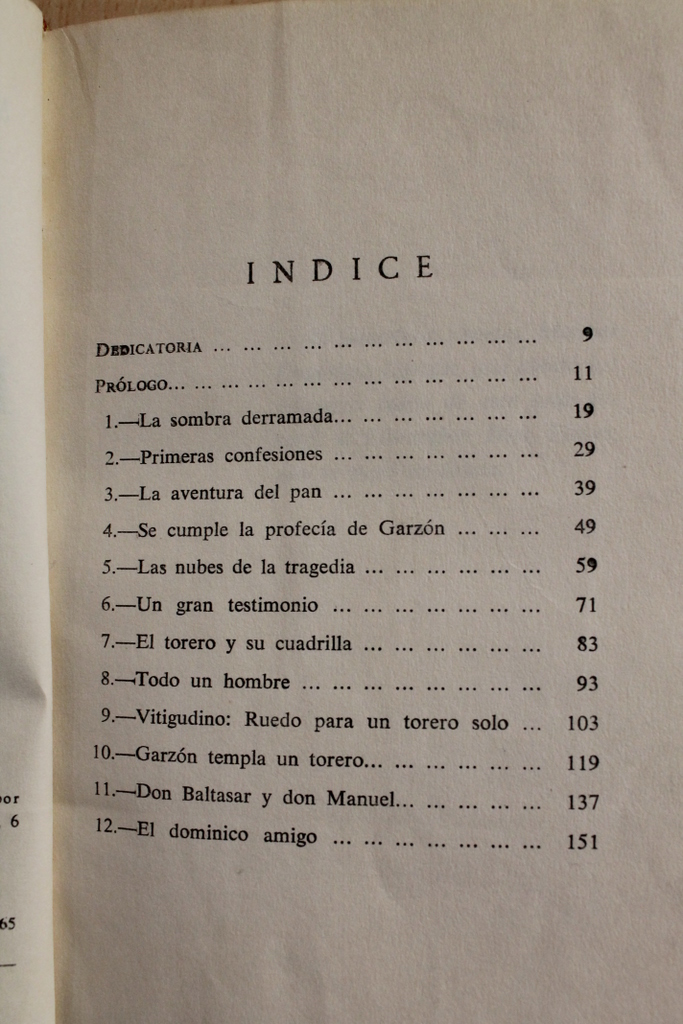 INDICE
DEDICATORIA ... ... ... ... ... ... ... ... ... ... ... 9
PRÓLOGO... ... ... ... ... ... ... ... ... ... ... ... ... 11
1.—La sombra derramada... ... ... ... ... ... ... 19
2.—Primeras confesiones ... ... ... ... ... ... ... 29
3.—La aventura del pan ... ... ... ... ... ... ... 39
4.—Se cumple la profecía de Garzón ... ... ... 49
5.—Las nubes de la tragedia ... ... ... ... ... ... 59
6.—Un gran testimonio ... ... ... ... ... ... ... 71
7.—El torero y su cuadrilla ... ... ... ... ... ... 83
8.—Todo un hombre ... ... ... ... ... ... ... ... 93
9.—Vitigudino: Ruedo para un torero solo ... 103
10.—Garzón templa un torero... ... ... ... ... ... 119
11.—Don Baltasar y don Manuel... ... ... ... ... 137
12.—El dominico amigo ... ... ... ... ... ... ... 151
6
65